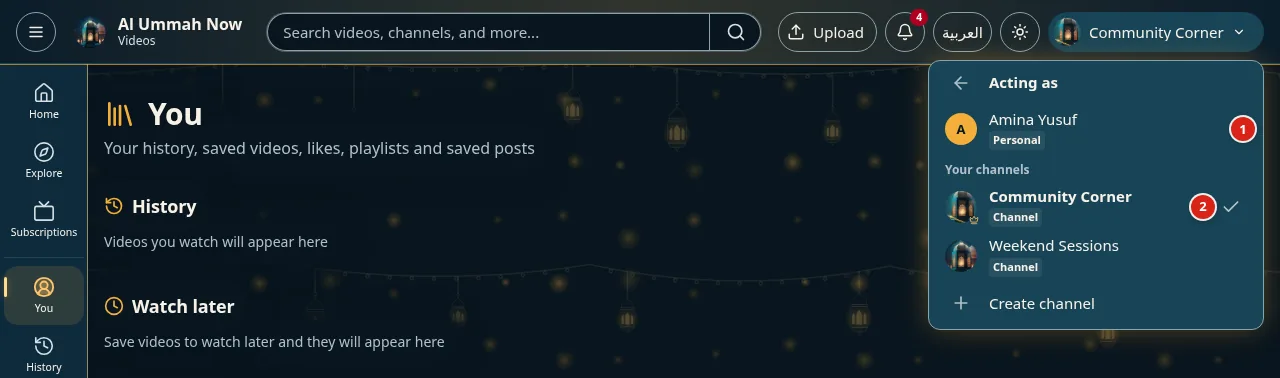 Al Ummah Now
Videos
Search videos, channels, and more...
Upload
4
العربية
Community Corner
Home
Explore
Subscriptions
You
History
You
Your history, saved videos, likes, playlists and saved posts
History
Videos you watch will appear here
Watch later
Save videos to watch later and they will appear here
Acting as
A
Amina Yusuf
Personal
1
Your channels
Community Corner
Channel
2
Weekend Sessions
Channel
Create channel